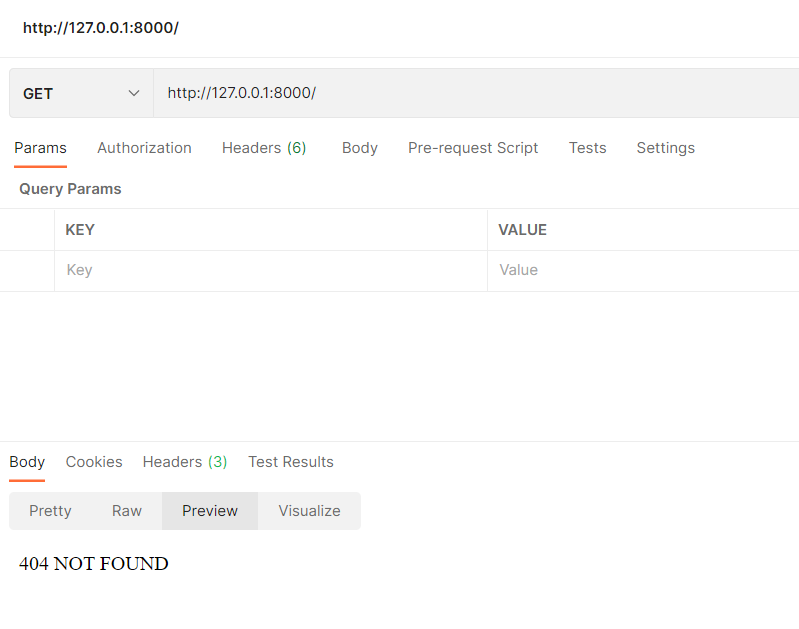 http://127.0.0.1:8000/
GET http://127.0.0.1:8000/
Params Authorization Headers (6) Body Pre-request Script Tests Settings
Query Params
KEY VALUE
Key Value
Body Cookies Headers (3) Test Results
Pretty Raw Preview Visualize
404 NOT FOUND